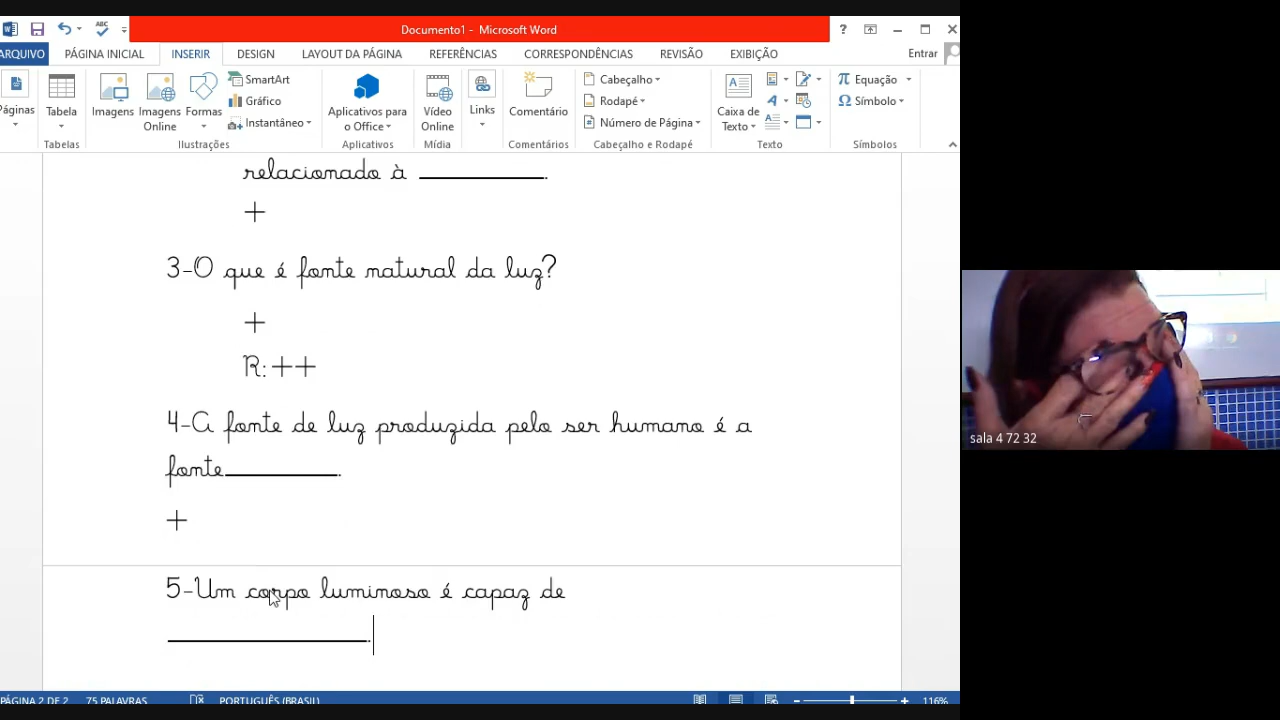 Documento1 - Microsoft Word
ABC
?
ARQUIVO PÁGINA INICIAL INSERIR DESIGN LAYOUT DA PÁGINA REFERÊNCIAS CORRESPONDÊNCIAS REVISÃO EXIBIÇÃO Entrar
Páginas
Tabela
Imagens
Imagens Online
Formas
SmartArt
Gráfico
Instantâneo
Aplicativos para o Office
Vídeo Online
Links
Comentário
Cabeçalho
Rodapé
Número de Página
Caixa de Texto
π Equação
Ω Símbolo
Tabelas Ilustrações Aplicativos Mídia Comentários Cabeçalho e Rodapé Texto Símbolos
relacionado à __________.
+
3-O que é fonte natural da luz?
+
R:++
4-A fonte de luz produzida pelo ser humano é a
fonte_________.
+
5-Um corpo luminoso é capaz de
________________.
sala 4 72 32
PÁGINA 2 DE 2 75 PALAVRAS PORTUGUÊS (BRASIL) 116%